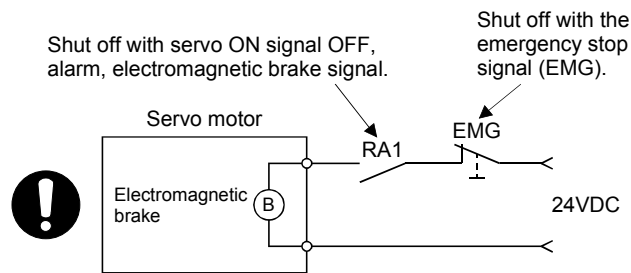 Shut off with servo ON signal OFF,
alarm, electromagnetic brake signal.
Shut off with the
emergency stop
signal (EMG).
Servo motor
RA1
EMG
Electromagnetic
brake
B
24VDC